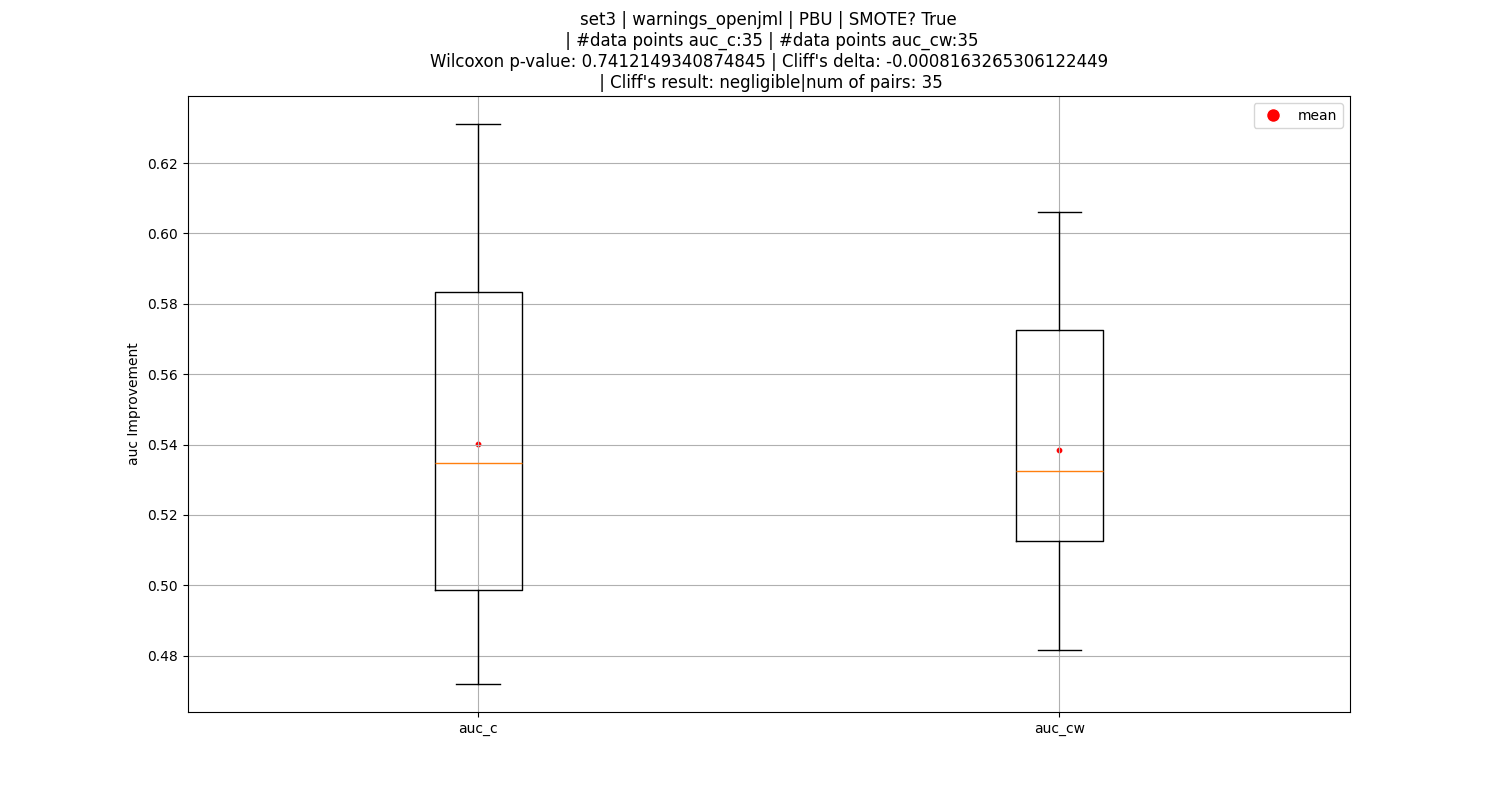 set3 | warnings_openjml | PBU | SMOTE? True
| #data points auc_c:35 | #data points auc_cw:35
Wilcoxon p-value: 0.7412149340874845 | Cliff's delta: -0.0008163265306122449
| Cliff's result: negligible|num of pairs: 35
mean
0.62
0.60
0.58
0.56
0.54
0.52
0.50
0.48
auc Improvement
auc_c
auc_cw